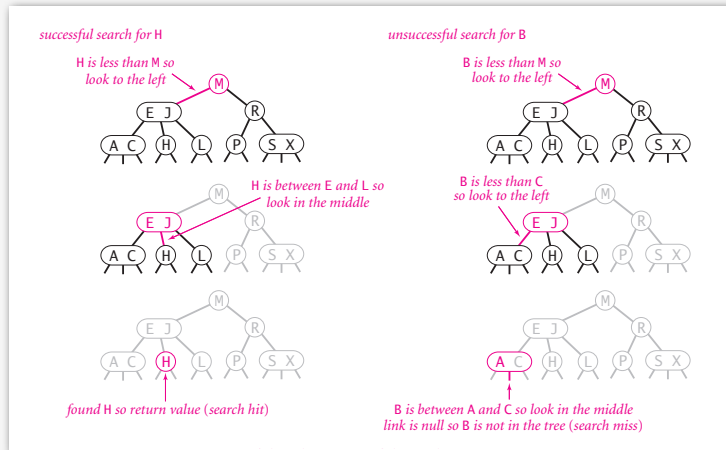 successful search for H
H is less than M so
look to the left
M
E J
R
A C
H
L
P
S X
H is between E and L so
look in the middle
M
E J
R
A C
H
L
P
S X
M
E J
R
A C
H
L
P
S X
found H so return value (search hit)
unsuccessful search for B
B is less than M so
look to the left
M
E J
R
A C
H
L
P
S X
B is less than C
so look to the left
M
E J
R
A C
H
L
P
S X
M
E J
R
A C
H
L
P
S X
B is between A and C so look in the middle
link is null so B is not in the tree (search miss)